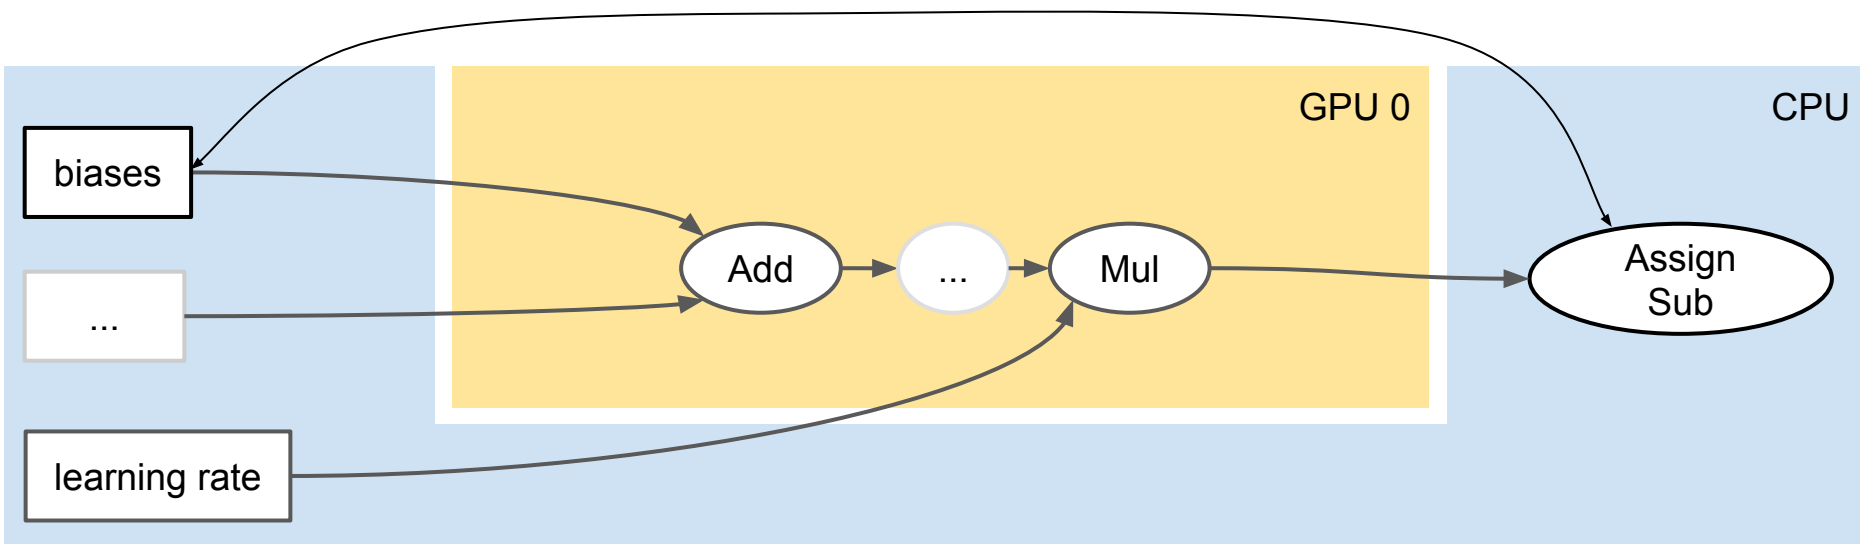 GPU 0
CPU
biases
Add
...
Mul
Assign
Sub
...
learning rate